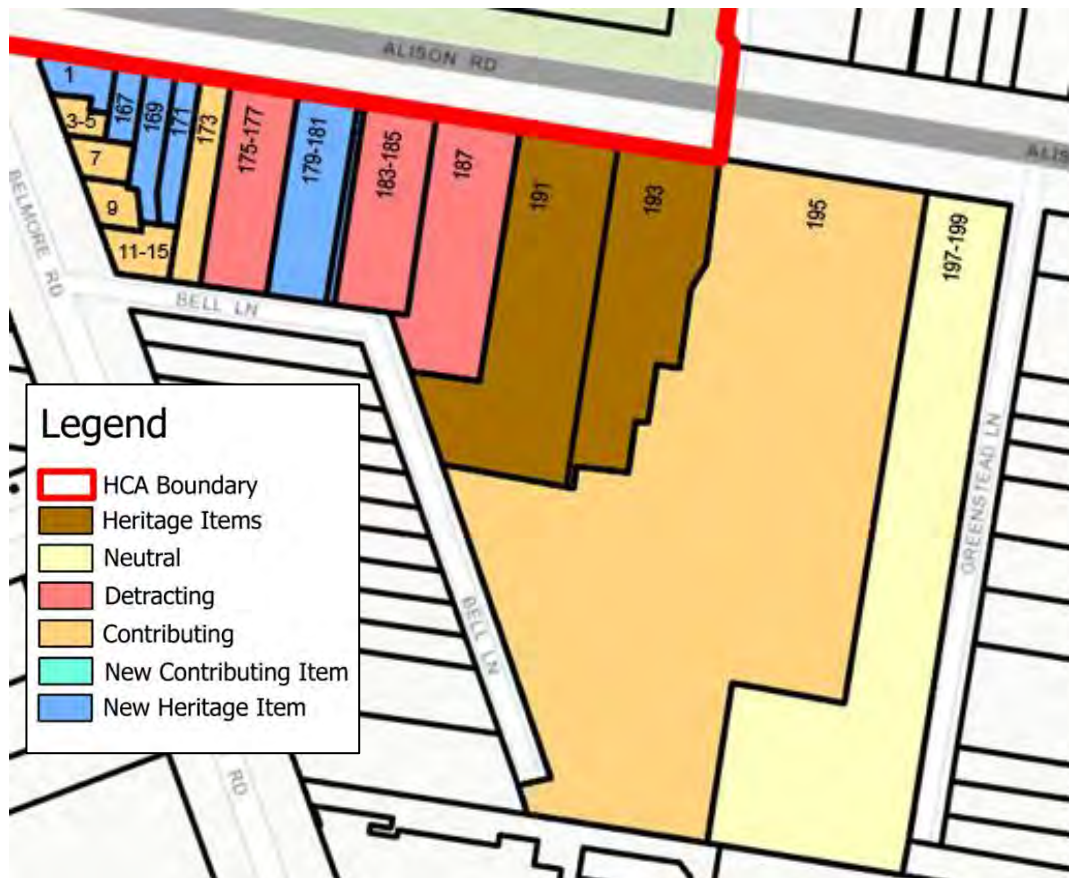 ALISON RD
ALIS
1
167
169
171
173
175-177
179-181
183-185
187
191
193
195
197-199
3-5
7
9
11-15
BELMORE RD
BELL LN
BELL LN
GREENSTEAD LN
RD
Legend
HCA Boundary
Heritage Items
Neutral
Detracting
Contributing
New Contributing Item
New Heritage Item